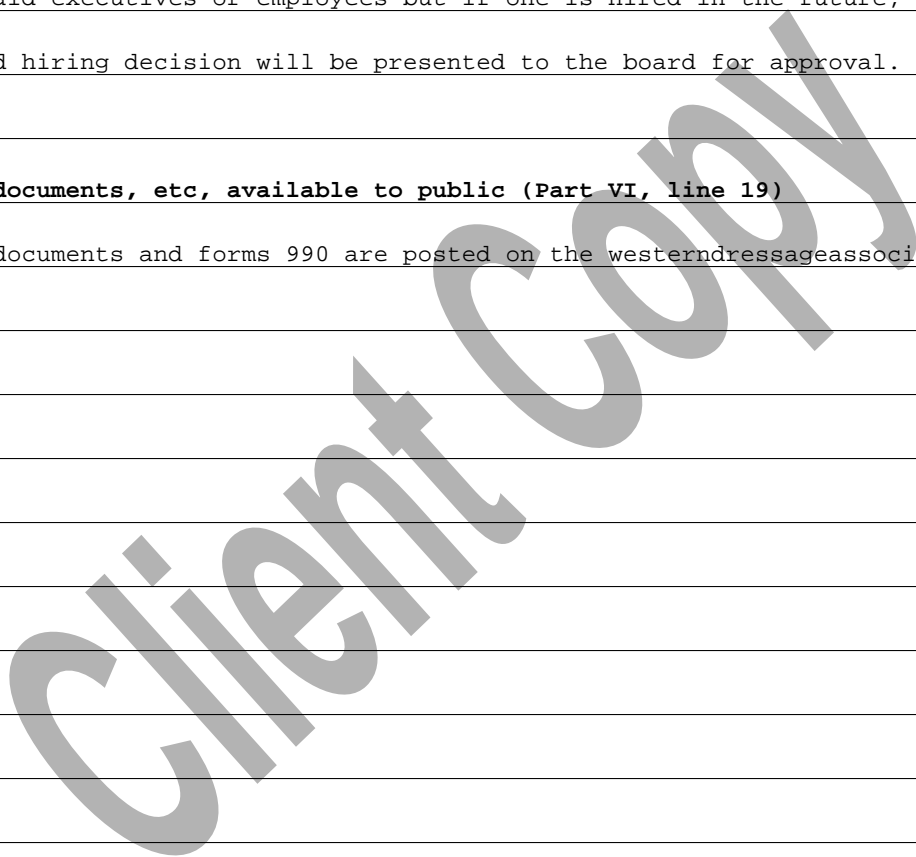 executives or employees but if one is hired in the future,
hiring decision will be presented to the board for approval.
documents, etc, available to public (Part VI, line 19)
documents and forms 990 are posted on the westerndressageassoci
Client Copy